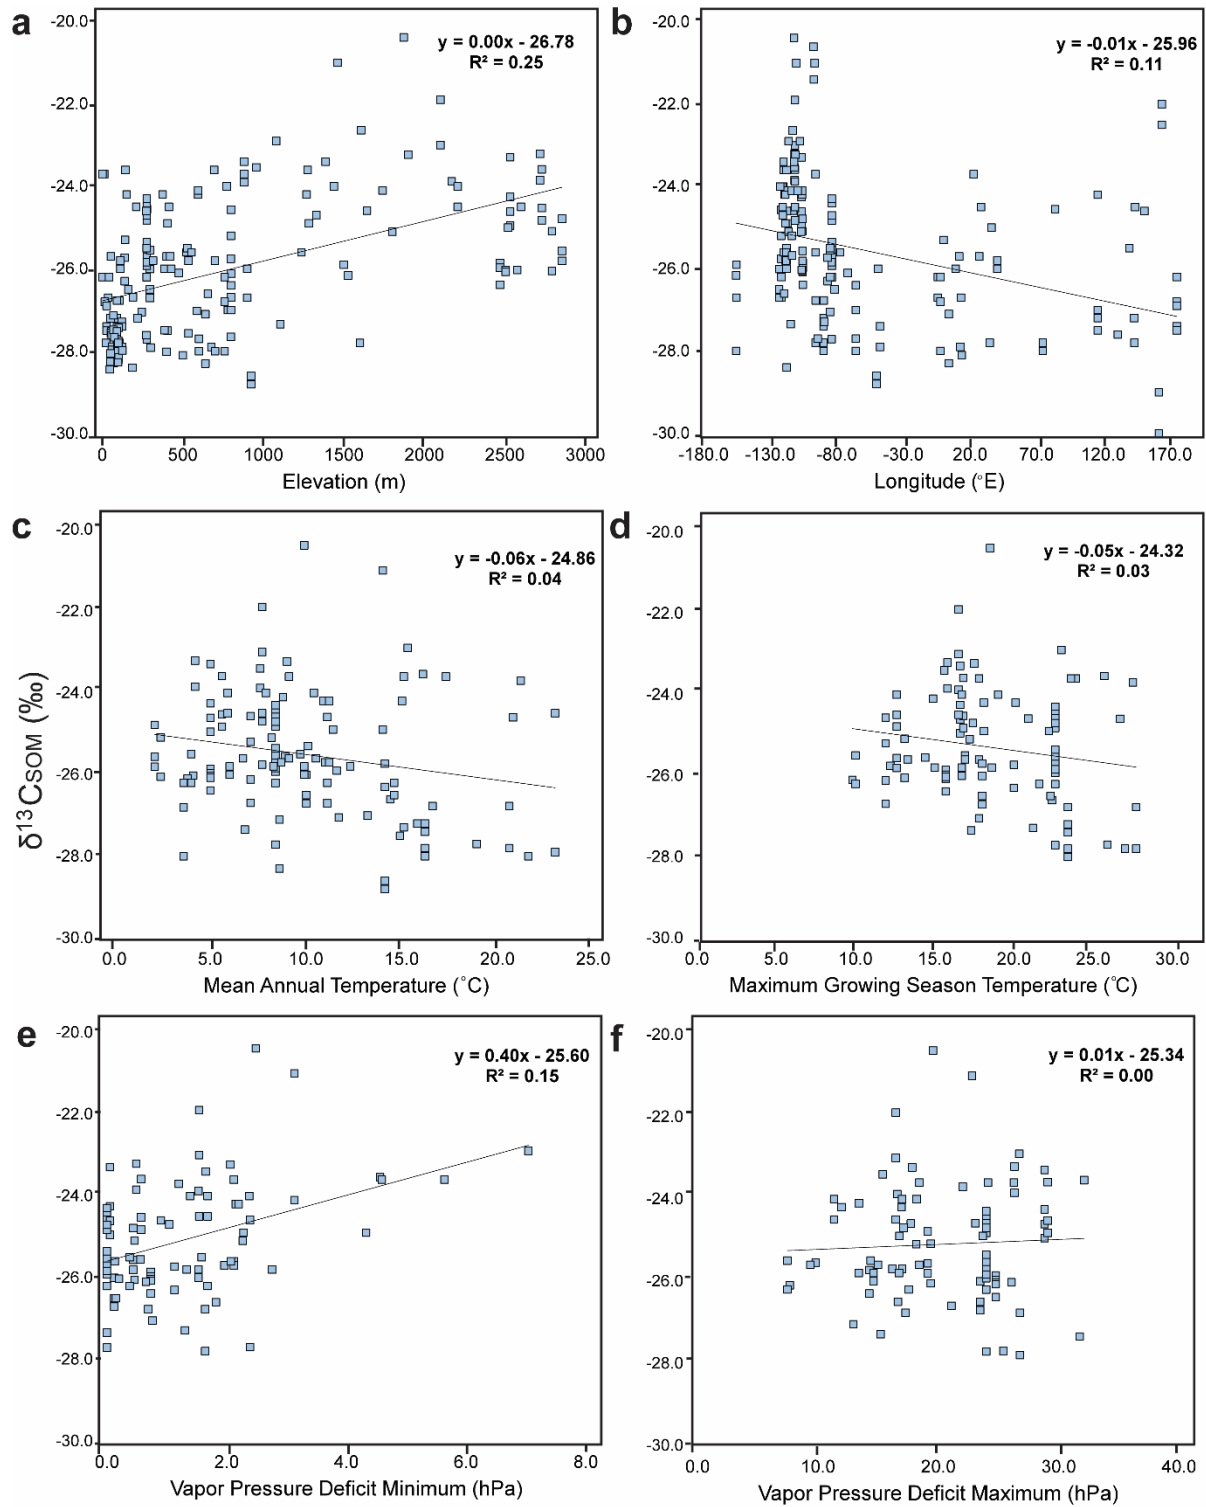 a
-20.0
-22.0
-24.0
-26.0
-28.0
-30.0
y = 0.00x - 26.78
R² = 0.25
0
500
1000
1500
2000
2500
3000
Elevation (m)
b
-20.0
-22.0
-24.0
-26.0
-28.0
-30.0
y = -0.01x - 25.96
R² = 0.11
-180.0
-130.0
-80.0
-30.0
20.0
70.0
120.0
170.0
Longitude (°E)
δ¹³CSOM (‰)
c
-20.0
-22.0
-24.0
-26.0
-28.0
-30.0
y = -0.06x - 24.86
R² = 0.04
0.0
5.0
10.0
15.0
20.0
25.0
Mean Annual Temperature (°C)
d
-20.0
-22.0
-24.0
-26.0
-28.0
-30.0
y = -0.05x - 24.32
R² = 0.03
0.0
5.0
10.0
15.0
20.0
25.0
30.0
Maximum Growing Season Temperature (°C)
e
-20.0
-22.0
-24.0
-26.0
-28.0
-30.0
y = 0.40x - 25.60
R² = 0.15
0.0
2.0
4.0
6.0
8.0
Vapor Pressure Deficit Minimum (hPa)
f
-20.0
-22.0
-24.0
-26.0
-28.0
-30.0
y = 0.01x - 25.34
R² = 0.00
0.0
10.0
20.0
30.0
40.0
Vapor Pressure Deficit Maximum (hPa)